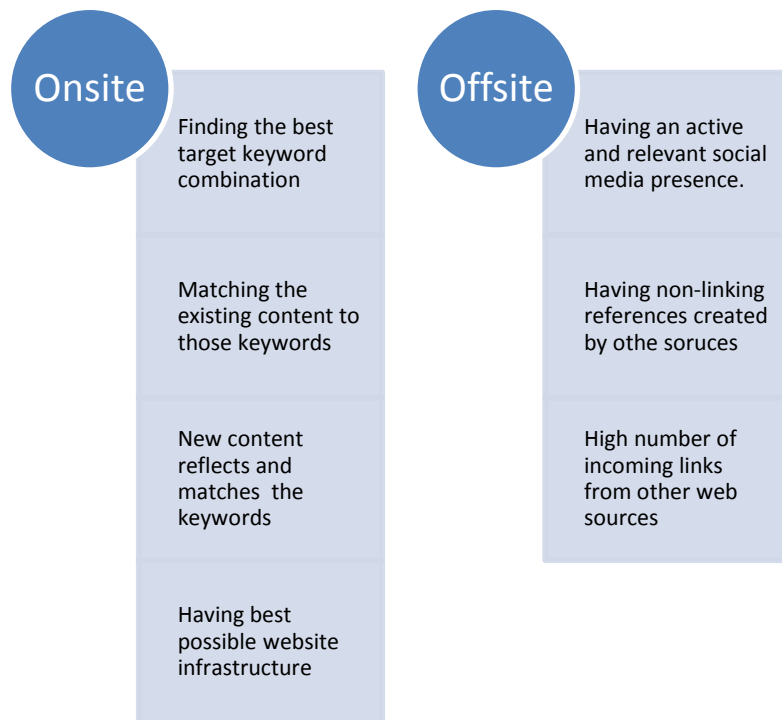 Onsite
Finding the best
target keyword
combination
Matching the
existing content to
those keywords
New content
reflects and
matches  the
keywords
Having best
possible website
infrastructure
Offsite
Having an active
and relevant social
media presence.
Having non-linking
references created
by othe soruces
High number of
incoming links
from other web
sources